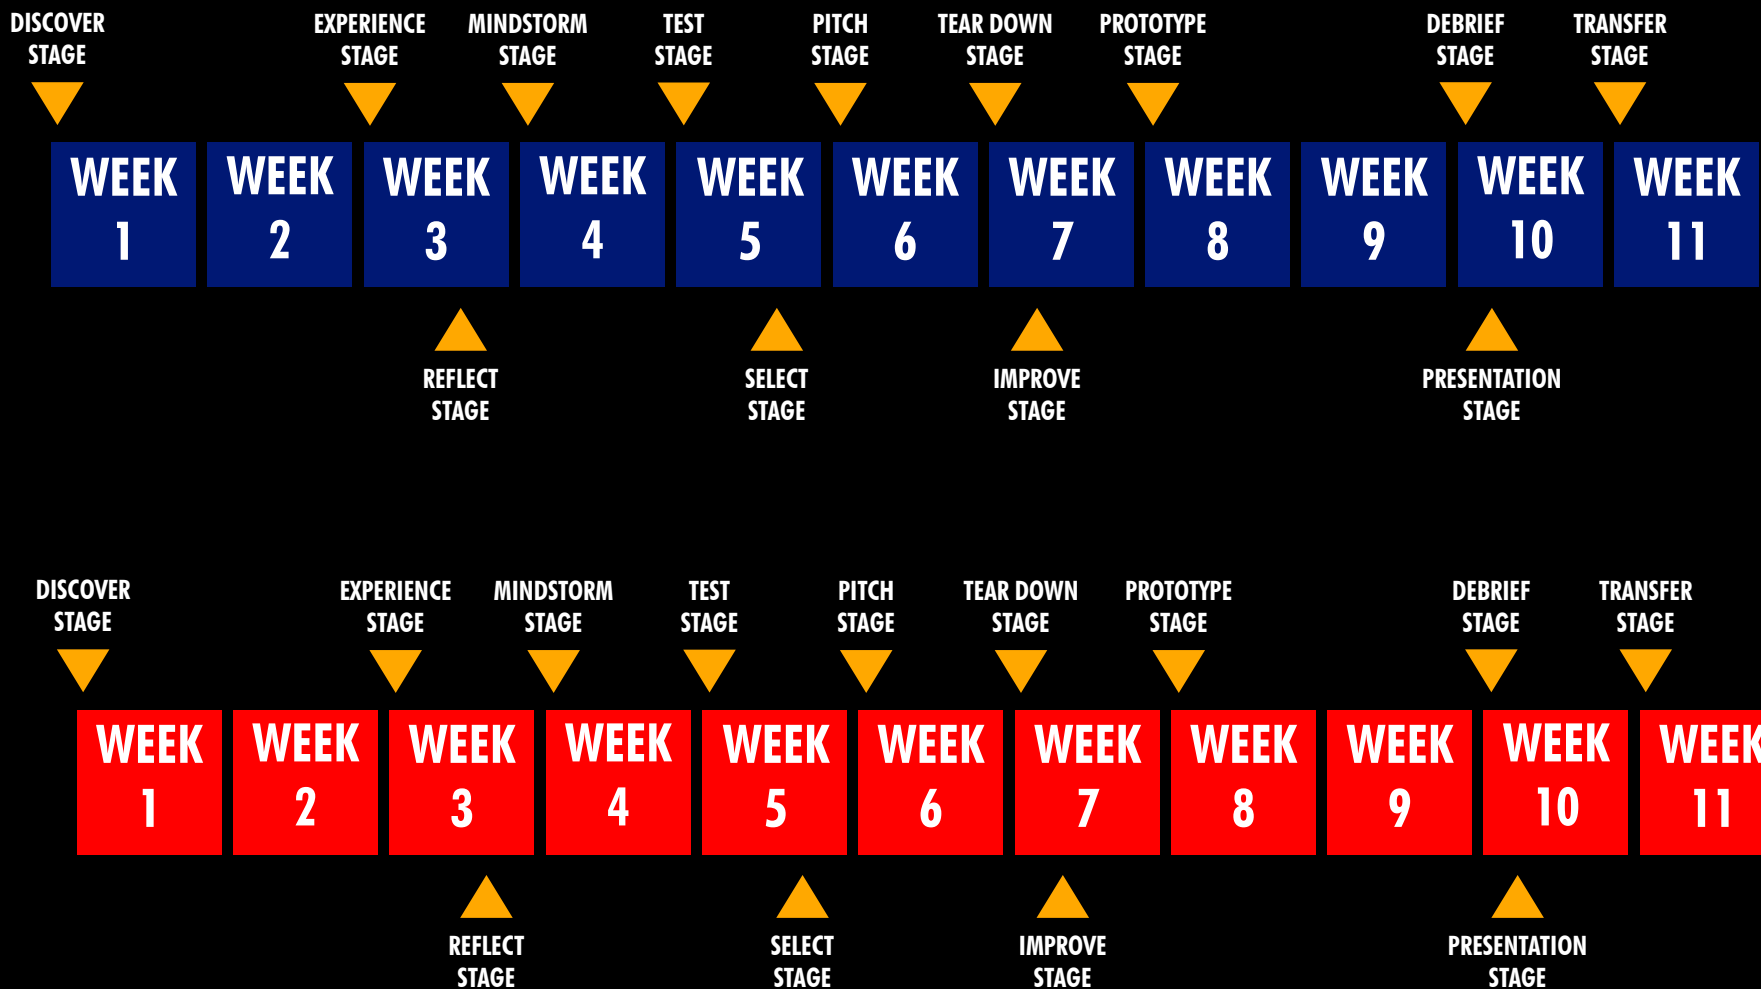 DISCOVER
STAGE
EXPERIENCE
STAGE
MINDSTORM
STAGE
TEST
STAGE
PITCH
STAGE
TEAR DOWN
STAGE
PROTOTYPE
STAGE
DEBRIEF
STAGE
TRANSFER
STAGE
WEEK
1
WEEK
2
WEEK
3
WEEK
4
WEEK
5
WEEK
6
WEEK
7
WEEK
8
WEEK
9
WEEK
10
WEEK
11
REFLECT
STAGE
SELECT
STAGE
IMPROVE
STAGE
PRESENTATION
STAGE
DISCOVER
STAGE
EXPERIENCE
STAGE
MINDSTORM
STAGE
TEST
STAGE
PITCH
STAGE
TEAR DOWN
STAGE
PROTOTYPE
STAGE
DEBRIEF
STAGE
TRANSFER
STAGE
WEEK
1
WEEK
2
WEEK
3
WEEK
4
WEEK
5
WEEK
6
WEEK
7
WEEK
8
WEEK
9
WEEK
10
WEEK
11
REFLECT
STAGE
SELECT
STAGE
IMPROVE
STAGE
PRESENTATION
STAGE